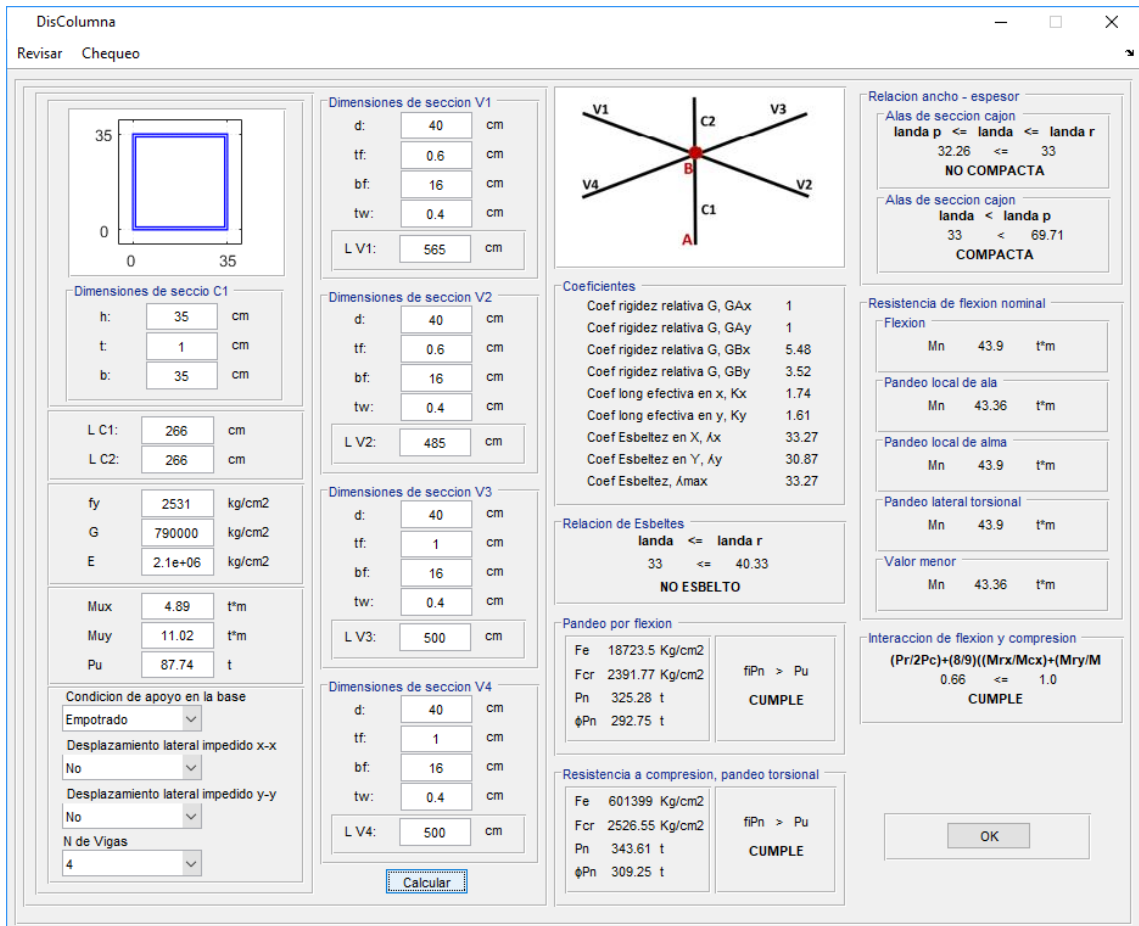 DisColumna
Revisar Chequeo
35
0
0 35
Dimensiones de seccio C1
h: 35 cm
t: 1 cm
b: 35 cm
L C1: 266 cm
L C2: 266 cm
fy 2531 kg/cm2
G 790000 kg/cm2
E 2.1e+06 kg/cm2
Mux 4.89 t*m
Muy 11.02 t*m
Pu 87.74 t
Condicion de apoyo en la base
Empotrado
Desplazamiento lateral impedido x-x
No
Desplazamiento lateral impedido y-y
No
N de Vigas
4
Dimensiones de seccion V1
d: 40 cm
tf: 0.6 cm
bf: 16 cm
tw: 0.4 cm
L V1: 565 cm
Dimensiones de seccion V2
d: 40 cm
tf: 0.6 cm
bf: 16 cm
tw: 0.4 cm
L V2: 485 cm
Dimensiones de seccion V3
d: 40 cm
tf: 1 cm
bf: 16 cm
tw: 0.4 cm
L V3: 500 cm
Dimensiones de seccion V4
d: 40 cm
tf: 1 cm
bf: 16 cm
tw: 0.4 cm
L V4: 500 cm
Calcular
V1 C2 V3
B
V4 C1 V2
A
Coeficientes
Coef rigidez relativa G, GAx 1
Coef rigidez relativa G, GAy 1
Coef rigidez relativa G, GBx 5.48
Coef rigidez relativa G, GBy 3.52
Coef long efectiva en x, Kx 1.74
Coef long efectiva en y, Ky 1.61
Coef Esbeltez en X, ʎx 33.27
Coef Esbeltez en Y, ʎy 30.87
Coef Esbeltez, ʎmax 33.27
Relacion de Esbeltes
landa <= landa r
33 <= 40.33
NO ESBELTO
Pandeo por flexion
Fe 18723.5 Kg/cm2
Fcr 2391.77 Kg/cm2
Pn 325.28 t
ϕPn 292.75 t
fiPn > Pu
CUMPLE
Resistencia a compresion, pandeo torsional
Fe 601399 Kg/cm2
Fcr 2526.55 Kg/cm2
Pn 343.61 t
ϕPn 309.25 t
fiPn > Pu
CUMPLE
Relacion ancho - espesor
Alas de seccion cajon
landa p <= landa <= landa r
32.26 <= 33
NO COMPACTA
Alas de seccion cajon
landa < landa p
33 < 69.71
COMPACTA
Resistencia de flexion nominal
Flexion
Mn 43.9 t*m
Pandeo local de ala
Mn 43.36 t*m
Pandeo local de alma
Mn 43.9 t*m
Pandeo lateral torsional
Mn 43.9 t*m
Valor menor
Mn 43.36 t*m
Interaccion de flexion y compresion
(Pr/2Pc)+(8/9)((Mrx/Mcx)+(Mry/M
0.66 <= 1.0
CUMPLE
OK